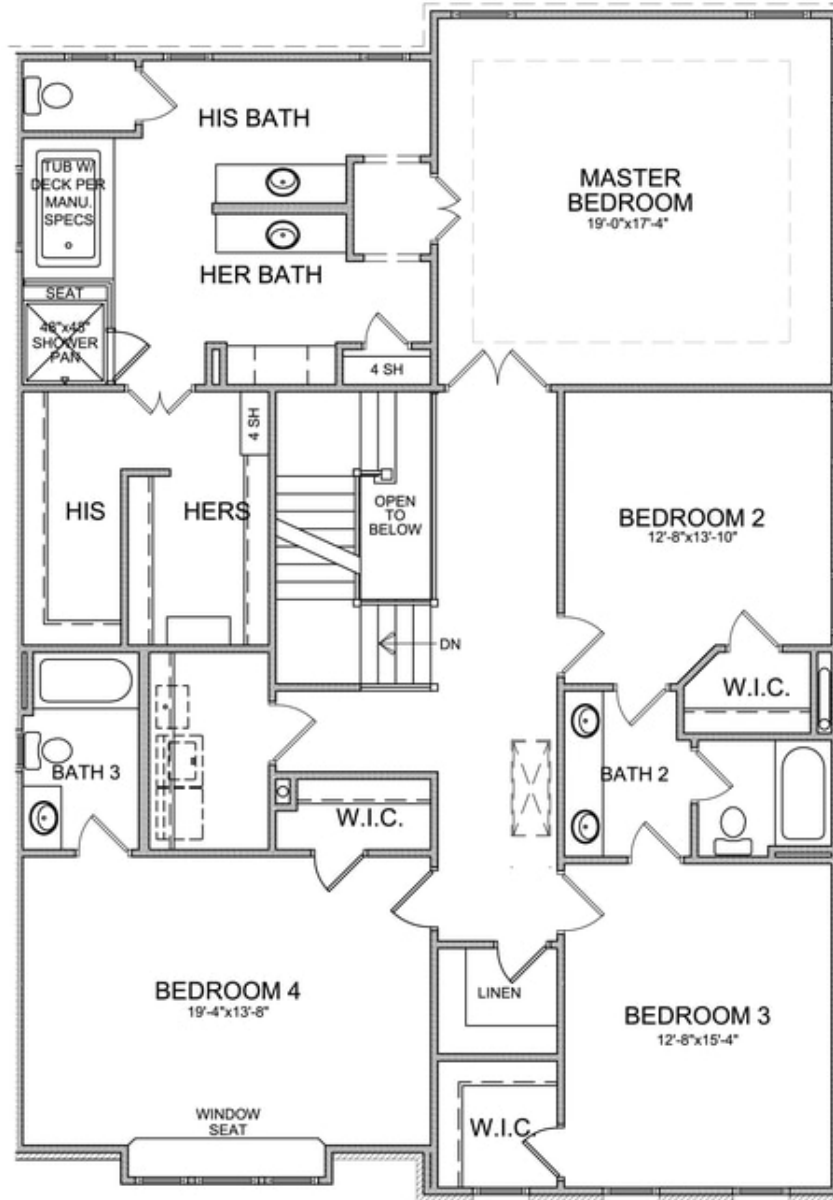 HIS BATH
TUB W/
DECK PER
MANU.
SPECS
MASTER
BEDROOM
19'-0"x17'-4"
HER BATH
SEAT
48"x48"
SHOWER
PAN
4 SH
4 SH
HIS
HERS
OPEN
TO
BELOW
BEDROOM 2
12'-8"x13'-10"
DN
W.I.C.
BATH 3
BATH 2
W.I.C.
BEDROOM 4
19'-4"x13'-8"
LINEN
BEDROOM 3
12'-8"x15'-4"
WINDOW
SEAT
W.I.C.